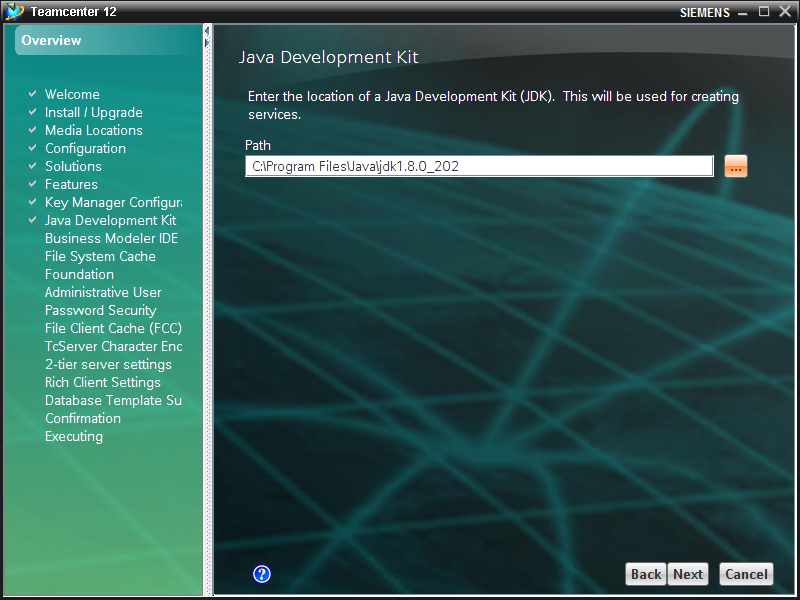 Teamcenter 12
SIEMENS
Overview
Welcome
Install / Upgrade
Media Locations
Configuration
Solutions
Features
Key Manager Configura
Java Development Kit
Business Modeler IDE
File System Cache
Foundation
Administrative User
Password Security
File Client Cache (FCC)
TcServer Character Enc
2-tier server settings
Rich Client Settings
Database Template Su
Confirmation
Executing
Java Development Kit
Enter the location of a Java Development Kit (JDK). This will be used for creating
services.
Path
C:\Program Files\Java\jdk1.8.0_202
...
?
Back Next Cancel